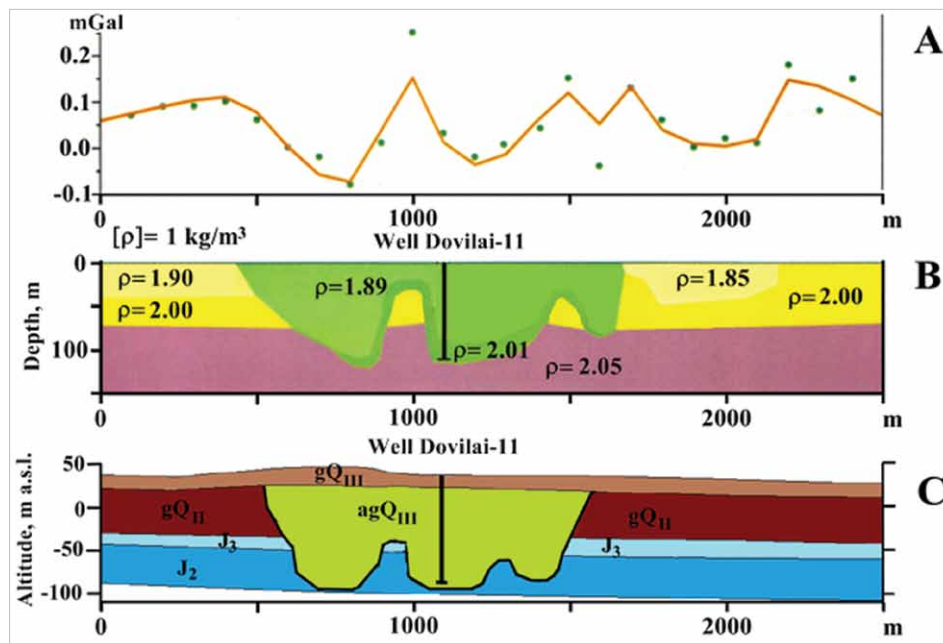 mGal
A
0.2
0.1
0.0
-0.1
0 1000 2000 m
[ρ]= 1 kg/m³
Well Dovilai-11
B
Depth, m
0
100
ρ=1.90
ρ=2.00
ρ=1.89
ρ=2.01
ρ=2.05
ρ=1.85
ρ=2.00
0 1000 2000 m
Well Dovilai-11
C
Altitude, m a.s.l.
50
0
-50
-100
gQIII
gQII
agQIII
gQII
J3
J3
J2
0 1000 2000 m